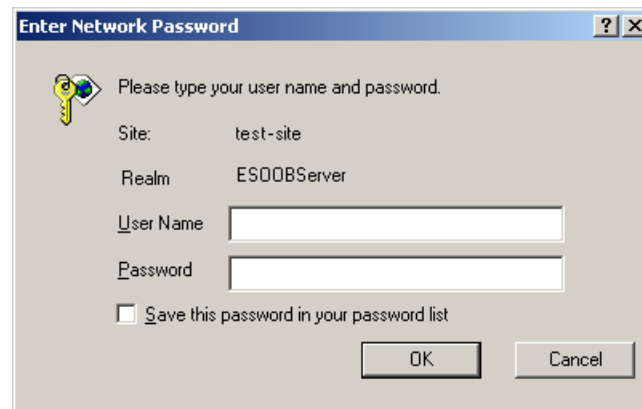 Enter Network Password
Please type your user name and password.
Site: test-site
Realm ESOOBServer
User Name
Password
Save this password in your password list
OK Cancel